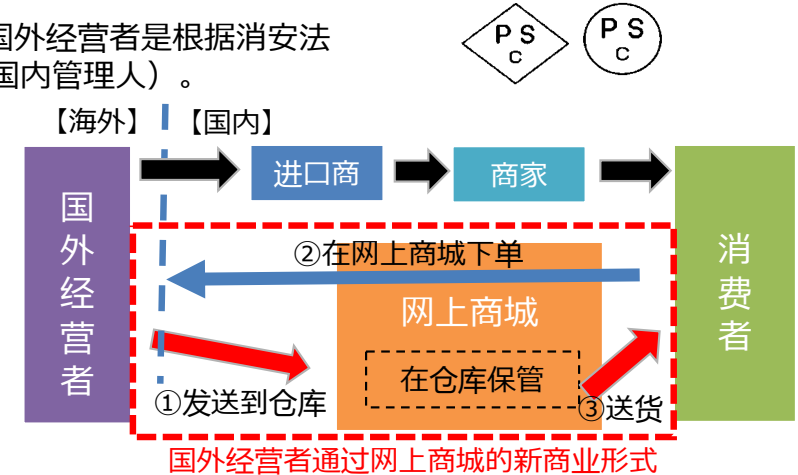 国外经营者是根据消安法
国内管理人）。
PS
C
PS
C
【海外】
【国内】
国外经营者
进口商
商家
消费者
②在网上商城下单
网上商城
在仓库保管
①发送到仓库
③送货
国外经营者通过网上商城的新商业形式